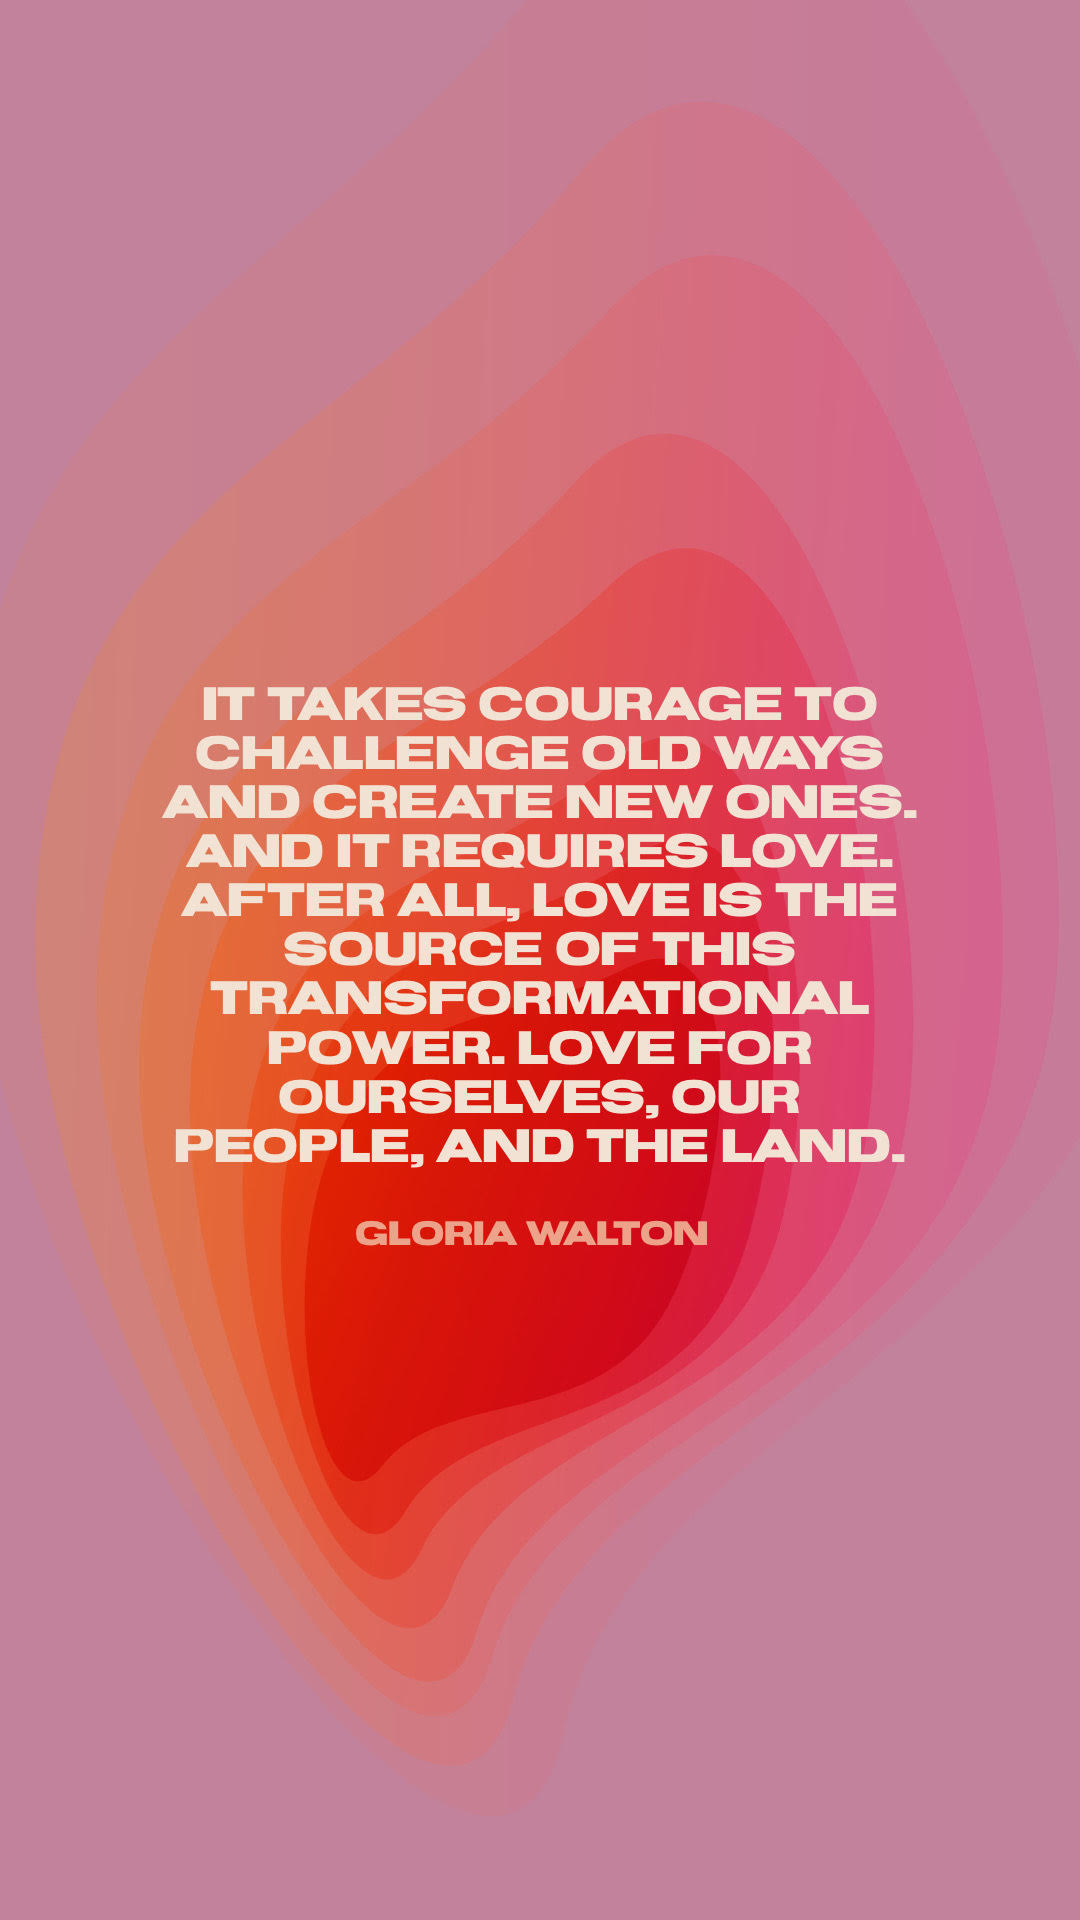 IT TAKES COURAGE TO
CHALLENGE OLD WAYS
AND CREATE NEW ONES.
AND IT REQUIRES LOVE.
AFTER ALL, LOVE IS THE
SOURCE OF THIS
TRANSFORMATIONAL
POWER. LOVE FOR
OURSELVES, OUR
PEOPLE, AND THE LAND.
GLORIA WALTON